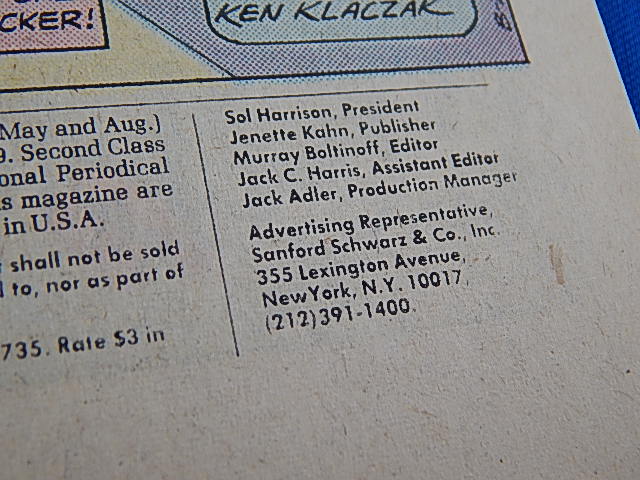 CKER!
KEN KLACZAK
May and Aug.)
9. Second Class
onal Periodical
s magazine are
in U.S.A.
shall not be sold
to, nor as part of
735. Rate $3 in
Sol Harrison, President
Jenette Kahn, Publisher
Murray Boltinoff, Editor
Jack C. Harris, Assistant Editor
Jack Adler, Production Manager
Advertising Representative,
Sanford Schwarz & Co., Inc.
355 Lexington Avenue,
New York, N.Y. 10017
(212)391-1400.